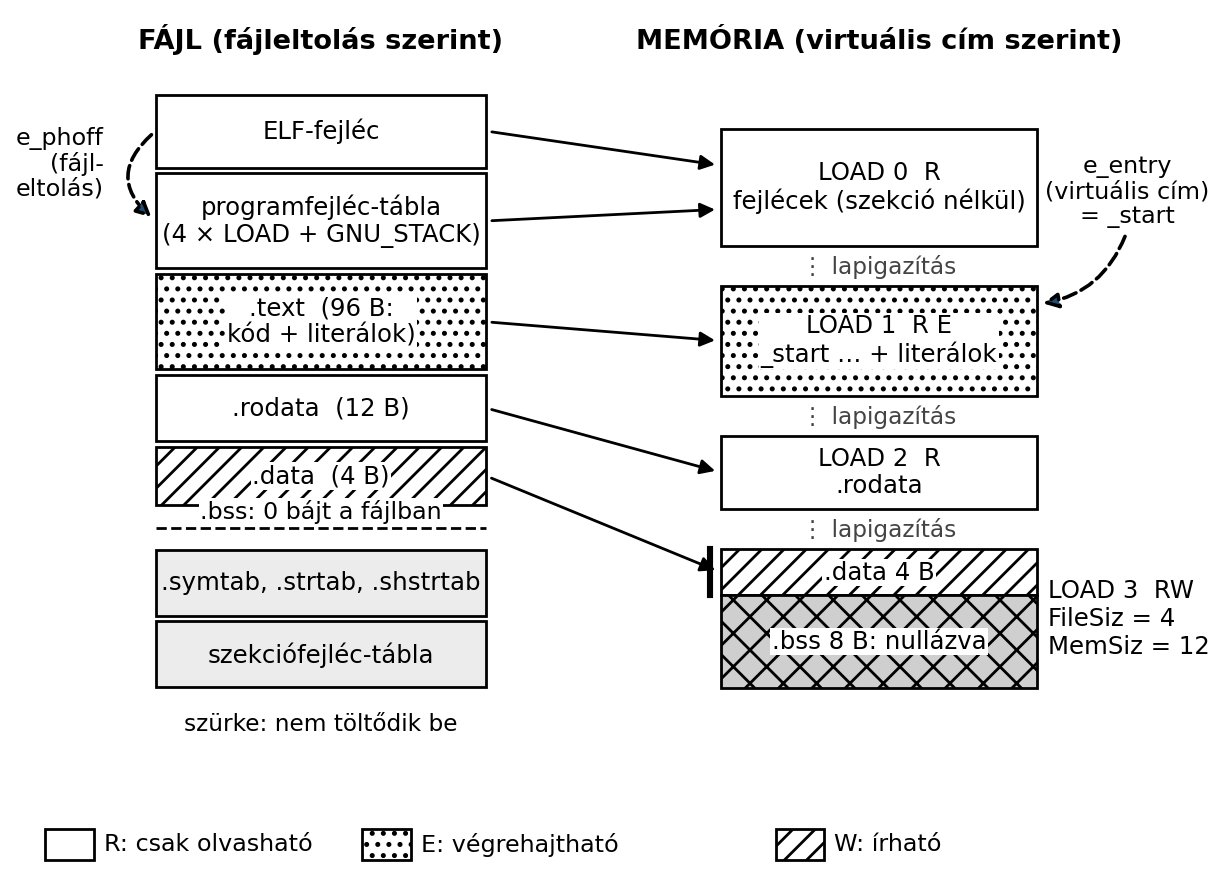 FÁJL (fájleltolás szerint)
MEMÓRIA (virtuális cím szerint)
e_phoff
(fájl-
eltolás)
ELF-fejléc
programfejléc-tábla
(4 × LOAD + GNU_STACK)
.text (96 B:
kód + literálok)
.rodata (12 B)
.data (4 B)
.bss: 0 bájt a fájlban
.symtab, .strtab, .shstrtab
szekciófejléc-tábla
szürke: nem töltődik be
LOAD 0 R
fejlécek (szekció nélkül)
⋮ lapigazítás
LOAD 1 R E
_start … + literálok
⋮ lapigazítás
LOAD 2 R
.rodata
⋮ lapigazítás
.data 4 B
.bss 8 B: nullázva
e_entry
(virtuális cím)
= _start
LOAD 3 RW
FileSiz = 4
MemSiz = 12
R: csak olvasható
E: végrehajtható
W: írható